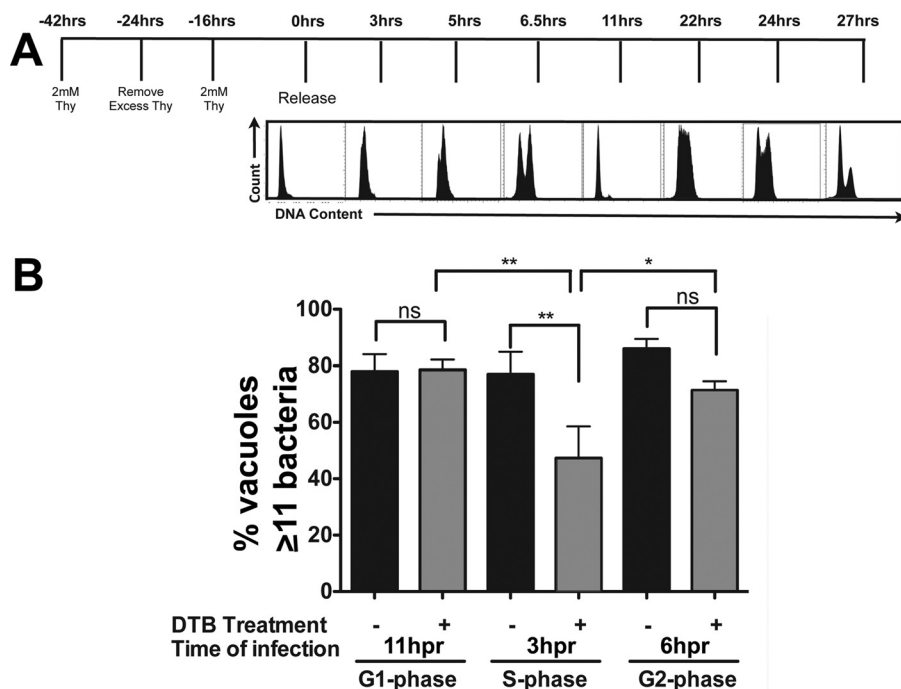 -42hrs -24hrs -16hrs 0hrs 3hrs 5hrs 6.5hrs 11hrs 22hrs 24hrs 27hrs
A
2mM Thy
Remove Excess Thy
2mM Thy
Release
Count
DNA Content
B
% vacuoles
≥11 bacteria
** *
ns ** ns
100
80
60
40
20
0
DTB Treatment - + - + - +
Time of infection 11hpr 3hpr 6hpr
G1-phase S-phase G2-phase